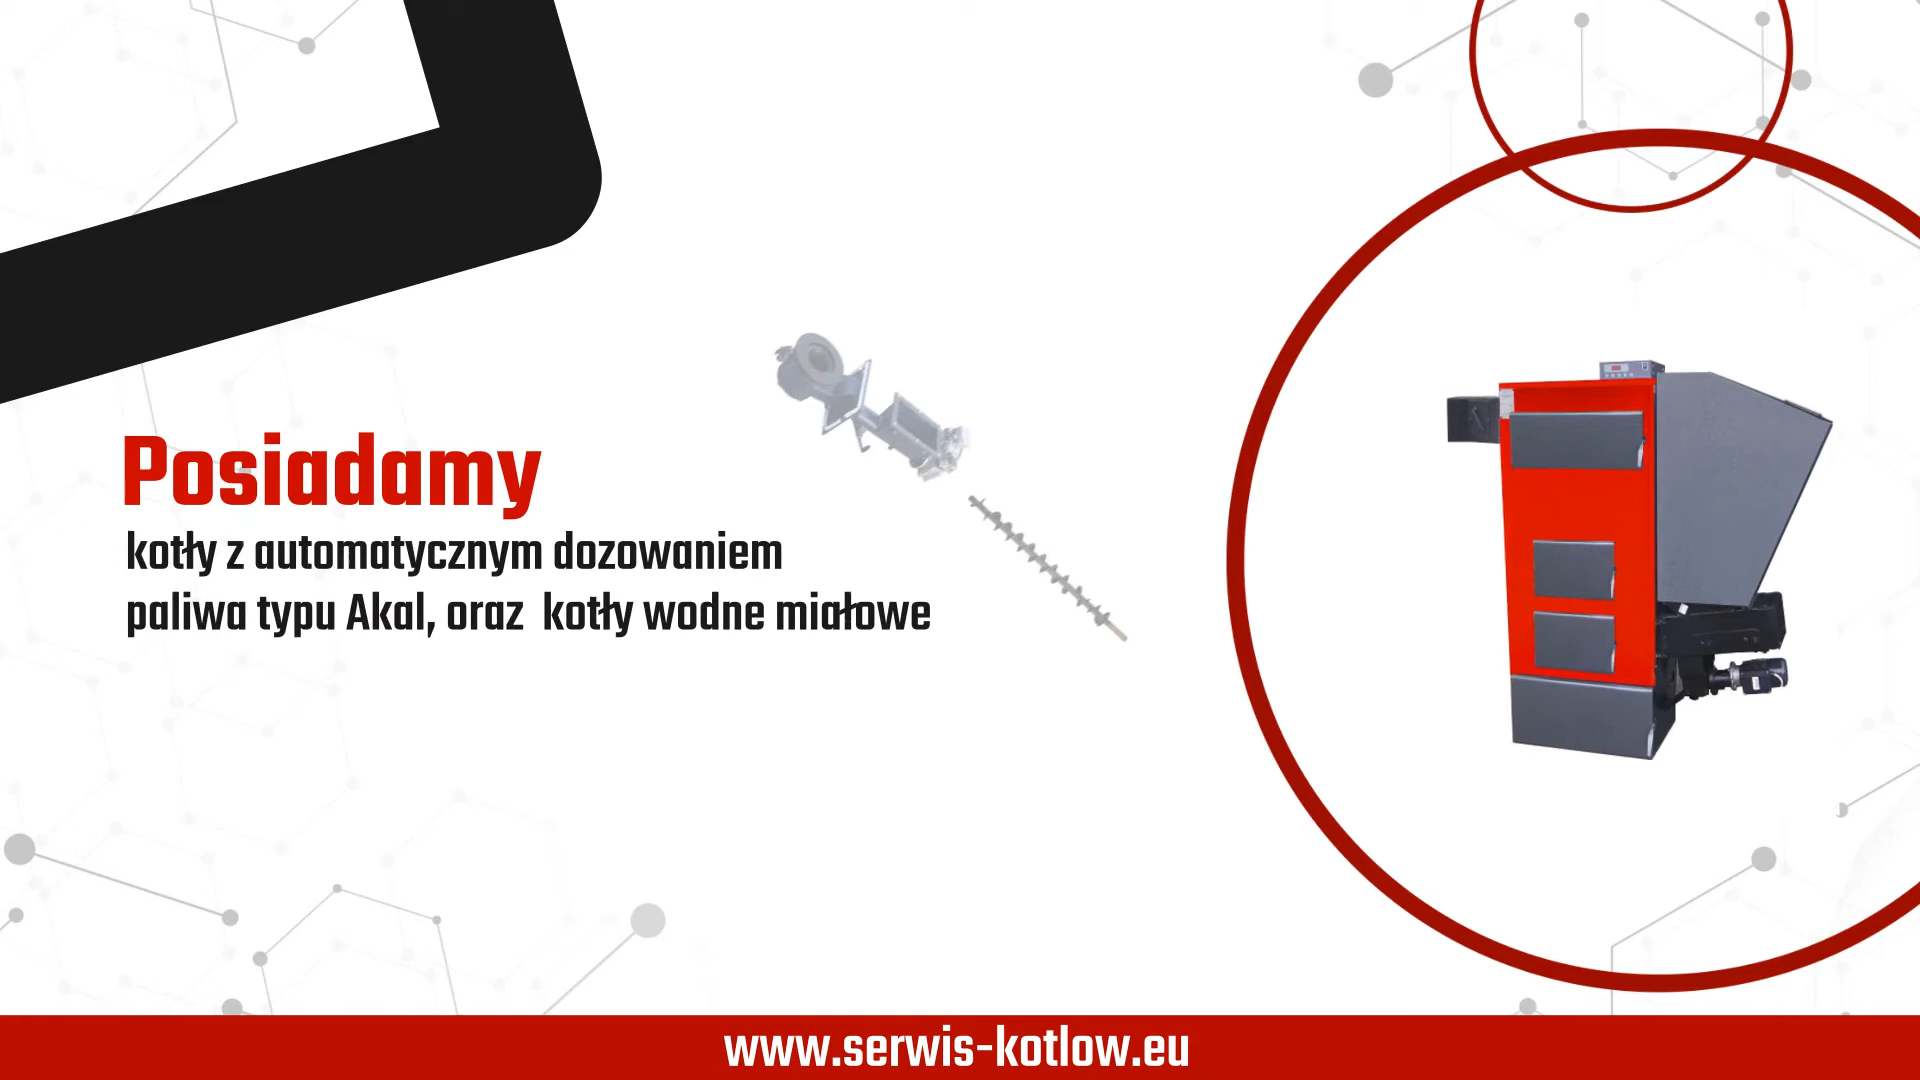 Posiadamy
kotły z automatycznym dozowaniem
paliwa typu Akal, oraz  kotły wodne miałowe
www.serwis-kotlow.eu